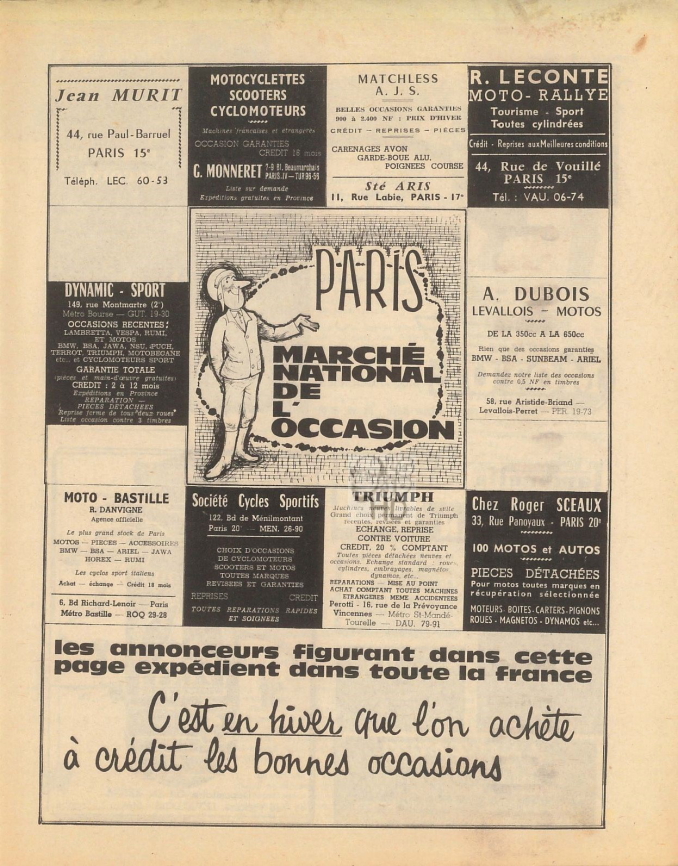 Jean MURIT
44, rue Paul-Barruel
PARIS 15e
Téléph. LEC. 60-53
MOTOCYCLETTES
SCOOTERS
CYCLOMOTEURS
Machines françaises et étrangères
OCCASION GARANTIES
CREDIT 18 mois
G. MONNERET 7-9 Bl. Beaumarchais
PARIS-IV — TUR 98-59
Liste sur demande
Expéditions gratuites en Province
MATCHLESS
A. J. S.
BELLES OCCASIONS GARANTIES
900 à 2.400 NF : PRIX D'HIVER
CRÉDIT — REPRISES — PIÈCES
CARENAGES AVON
GARDE-BOUE ALU.
POIGNEES COURSE
Sté ARIS
11, Rue Labie, PARIS - 17e
R. LECONTE
MOTO - RALLYE
Tourisme - Sport
Toutes cylindrées
Crédit - Reprises aux Meilleures conditions
44, Rue de Vouillé
PARIS 15e
Tél. : VAU. 06-74
DYNAMIC - SPORT
149, rue Montmartre (2e)
Métro Bourse — GUT. 19-30
OCCASIONS RECENTES :
LAMBRETTA, VESPA, RUMI,
ET MOTOS
BMW, BSA, JAWA, NSU, PUCH,
TERROT, TRIUMPH, MOTOBECANE
etc... et CYCLOMOTEURS SPORT
GARANTIE TOTALE
(pièces et main-d'œuvre gratuites)
CREDIT : 2 à 12 mois
Expéditions en Province
REPARATION —
PIECES DÉTACHÉES
Reprise ferme de tous "deux roues"
Liste occasion contre 2 timbres
PARIS
MARCHÉ
NATIONAL
DE
L'OCCASION
A. DUBOIS
LEVALLOIS - MOTOS
DE LA 350cc A LA 650cc
Rien que des occasions garanties
BMW - BSA - SUNBEAM - ARIEL
Demandez notre liste des occasions
contre 0,5 NF en timbres
58, rue Aristide-Briand —
Levallois-Perret — PER. 19-73
MOTO - BASTILLE
R. DANVIGNE
Agence officielle
Le plus grand stock de Paris
MOTOS — PIECES — ACCESSOIRES
BMW — BSA — ARIEL — JAWA
HOREX — RUMI
Les cyclos sport italiens
Achat — échange — Crédit 18 mois
6, Bd Richard-Lenoir — Paris
Métro Bastille — ROQ 29-28
Société Cycles Sportifs
122, Bd de Ménilmontant
Paris 20e - MEN. 26-90
CHOIX D'OCCASIONS
DE CYCLOMOTEURS
SCOOTERS ET MOTOS
TOUTES MARQUES
REVISEES ET GARANTIES
REPRISES CREDIT
TOUTES REPARATIONS RAPIDES
ET SOIGNEES
TRIUMPH
de Triumph
révisées et garanties
ECHANGE, REPRISE
CONTRE VOITURE
CREDIT, 20 % COMPTANT
Toutes pièces détachées neuves et
occasions. Echange standard : roue,
cylindres, embrayages, magnéto,
dynamos, etc...
REPARATIONS — MISE AU POINT
ACHAT COMPTANT TOUTES MACHINES
ETRANGERES MEME ACCIDENTEES
Perotti - 16, rue de la Prévoyance
Vincennes — Métro St-Mandé-
Tourelle — DAU. 79-91
Chez Roger SCEAUX
33, Rue Panoyaux - PARIS 20e
100 MOTOS et AUTOS
PIECES DÉTACHÉES
Pour motos toutes marques en
récupération sélectionnée
MOTEURS - BOITES - CARTERS - PIGNONS
ROUES - MAGNETOS - DYNAMOS etc...
les annonceurs figurant dans cette
page expédient dans toute la france
C'est en hiver que l'on achète
à crédit les bonnes occasions